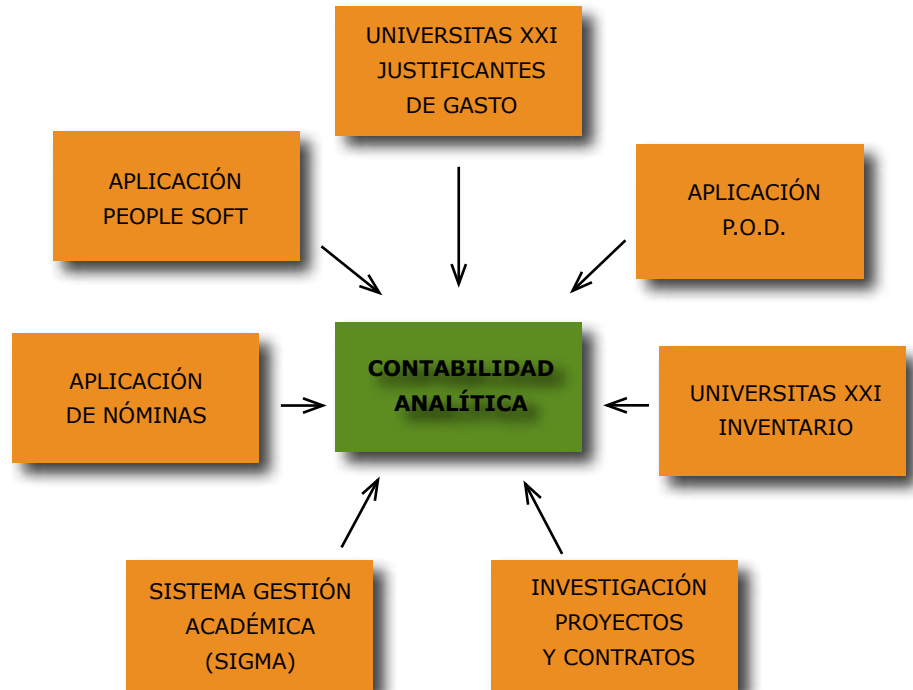 UNIVERSITAS XXI
JUSTIFICANTES
DE GASTO
APLICACIÓN
PEOPLE SOFT
APLICACIÓN
P.O.D.
CONTABILIDAD
ANALÍTICA
APLICACIÓN
DE NÓMINAS
UNIVERSITAS XXI
INVENTARIO
SISTEMA GESTIÓN
ACADÉMICA
(SIGMA)
INVESTIGACIÓN
PROYECTOS
Y CONTRATOS